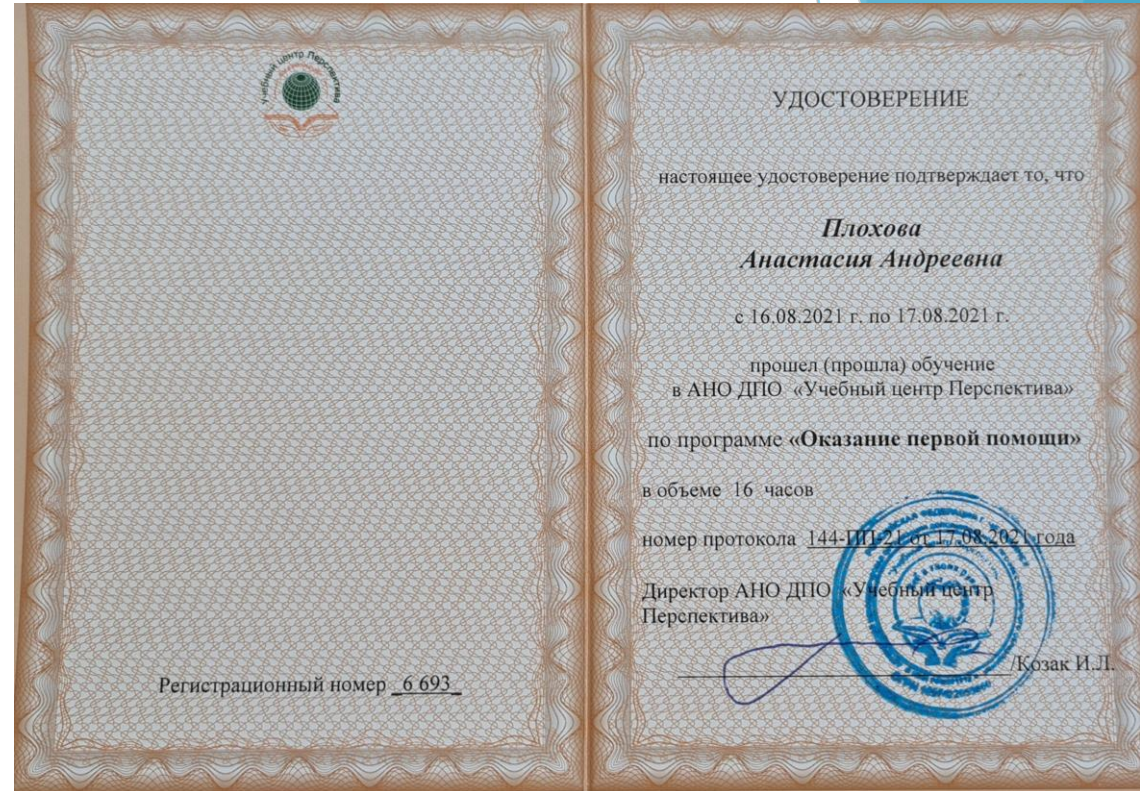 учебный центр Перспектива
Регистрационный номер _6 693_
УДОСТОВЕРЕНИЕ
настоящее удостоверение подтверждает то, что
Плохова
Анастасия Андреевна
с 16.08.2021 г. по 17.08.2021 г.
прошел (прошла) обучение
в АНО ДПО «Учебный центр Перспектива»
по программе «Оказание первой помощи»
в объеме 16 часов
номер протокола 144-ПП-21 от 17.08.2021 года
Директор АНО ДПО «Учебный центр
Перспектива»
/Козак И.Л.